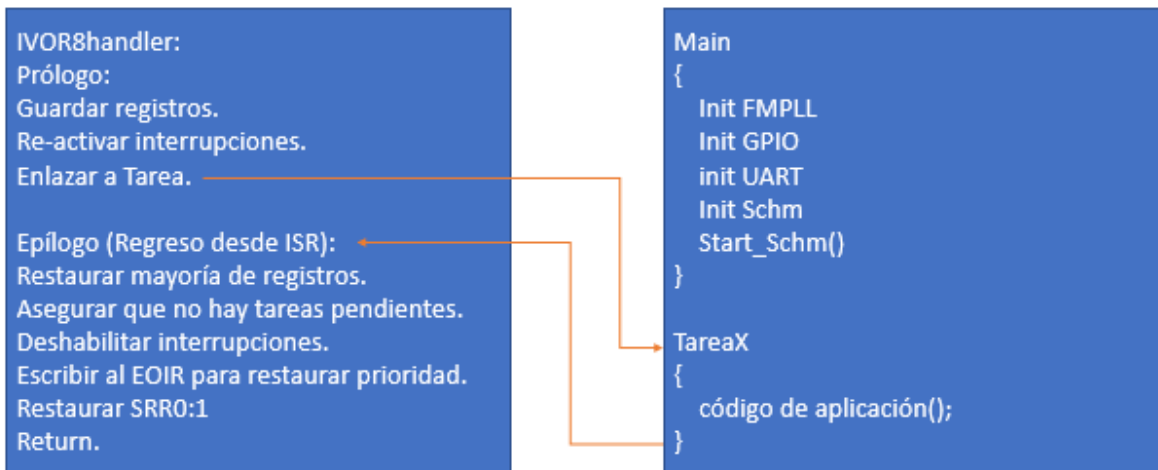 IVOR8handler:
Prólogo:
Guardar registros.
Re-activar interrupciones.
Enlazar a Tarea.
Epílogo (Regreso desde ISR):
Restaurar mayoría de registros.
Asegurar que no hay tareas pendientes.
Deshabilitar interrupciones.
Escribir al EOIR para restaurar prioridad.
Restaurar SRR0:1
Return.
Main
{
Init FMPLL
Init GPIO
init UART
Init Schm
Start_Schm()
}
TareaX
{
código de aplicación();
}